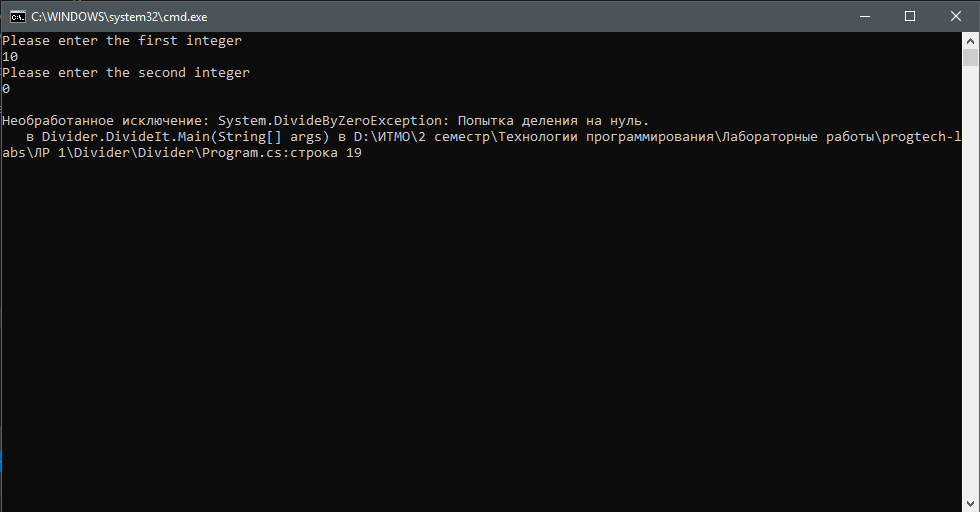 C:\WINDOWS\system32\cmd.exe
Please enter the first integer
10
Please enter the second integer
0
Необработанное исключение: System.DivideByZeroException: Попытка деления на нуль.
в Divider.DivideIt.Main(String[] args) в D:\ИТМО\2 семестр\Технологии программирования\Лабораторные работы\progtech-l
abs\ЛР 1\Divider\Divider\Program.cs:строка 19